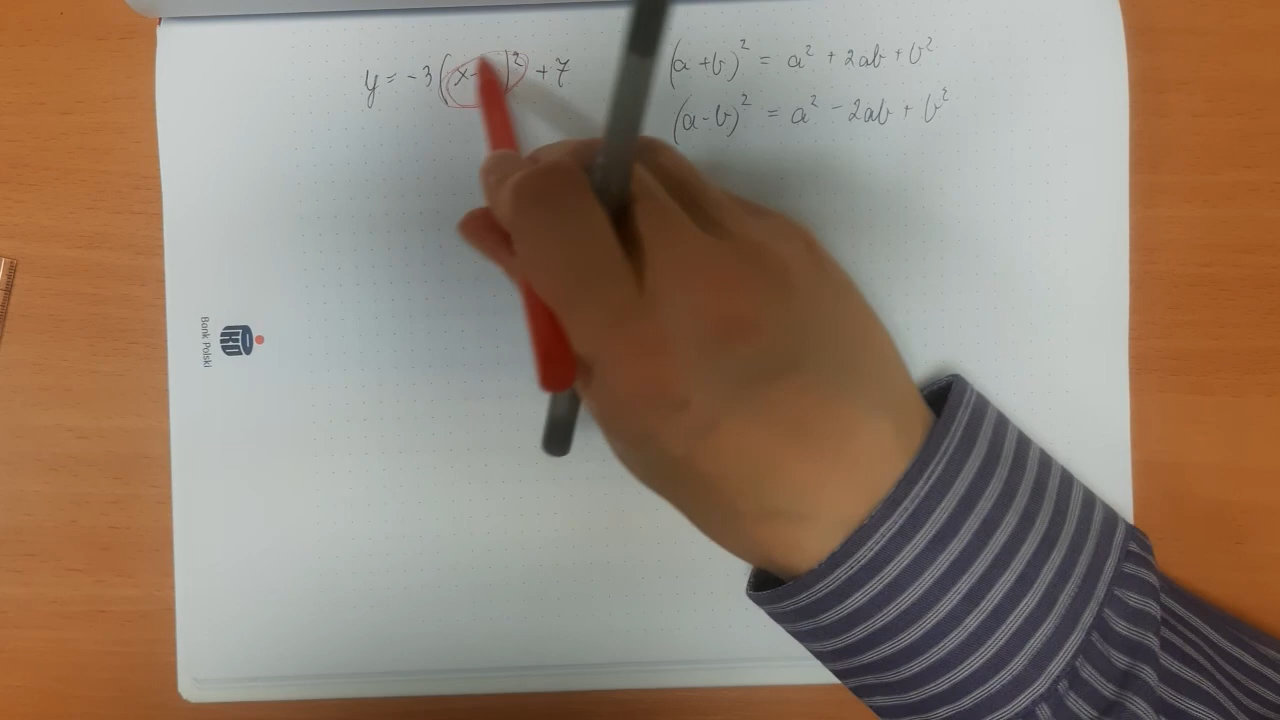 y = -3(x- )² + 7
(a+b)² = a² + 2ab + b²
(a-b)² = a² - 2ab + b²
Bank Polski